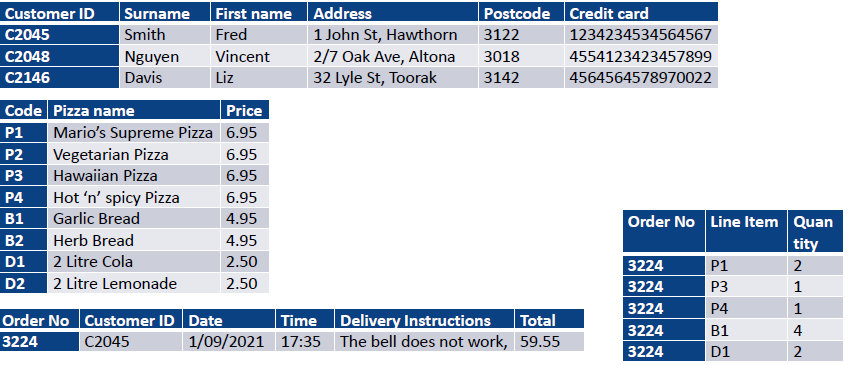 Customer ID Surname First name Address Postcode Credit card
C2045 Smith Fred 1 John St, Hawthorn 3122 1234234534564567
C2048 Nguyen Vincent 2/7 Oak Ave, Altona 3018 4554123423457899
C2146 Davis Liz 32 Lyle St, Toorak 3142 4564564578970022
Code Pizza name Price
P1 Mario’s Supreme Pizza 6.95
P2 Vegetarian Pizza 6.95
P3 Hawaiian Pizza 6.95
P4 Hot ‘n’ spicy Pizza 6.95
B1 Garlic Bread 4.95
B2 Herb Bread 4.95
D1 2 Litre Cola 2.50
D2 2 Litre Lemonade 2.50
Order No Customer ID Date Time Delivery Instructions Total
3224 C2045 1/09/2021 17:35 The bell does not work, 59.55
Order No Line Item Quan
tity
3224 P1 2
3224 P3 1
3224 P4 1
3224 B1 4
3224 D1 2